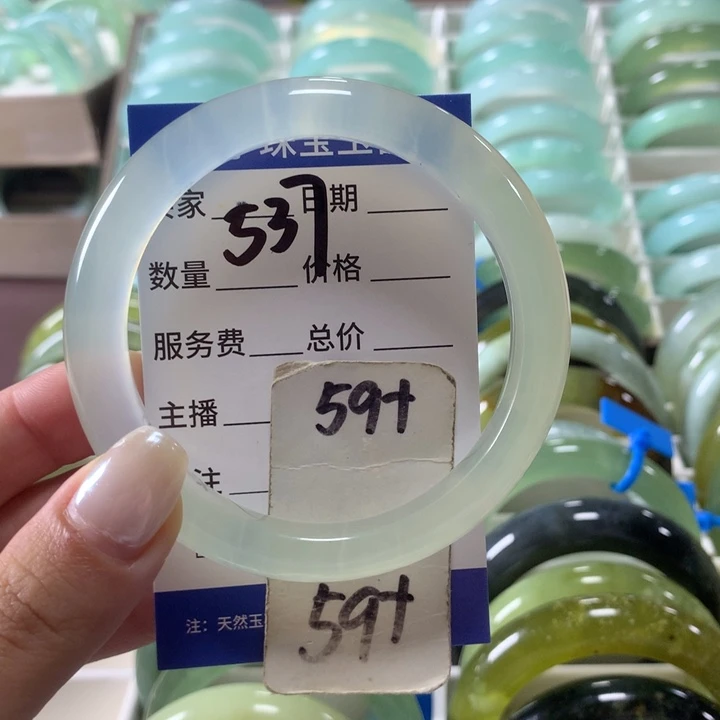 珠宝玉
家 日期
537
数量 价格
服务费 总价
主播
59+
注
59+
注：天然玉